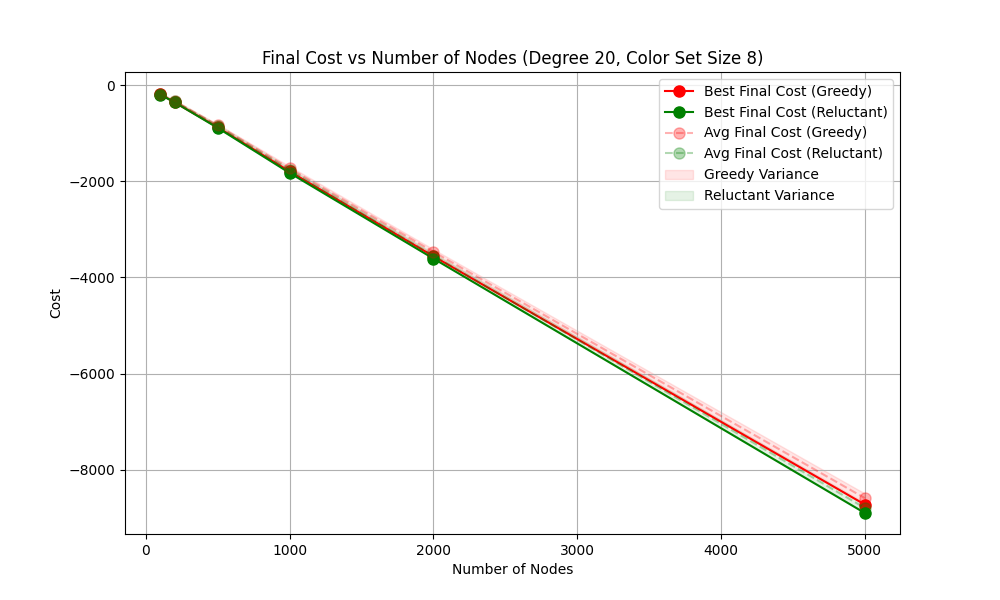 Final Cost vs Number of Nodes (Degree 20, Color Set Size 8)
Best Final Cost (Greedy)
Best Final Cost (Reluctant)
Avg Final Cost (Greedy)
Avg Final Cost (Reluctant)
Greedy Variance
Reluctant Variance
Cost
0
−2000
−4000
−6000
−8000
0
1000
2000
3000
4000
5000
Number of Nodes